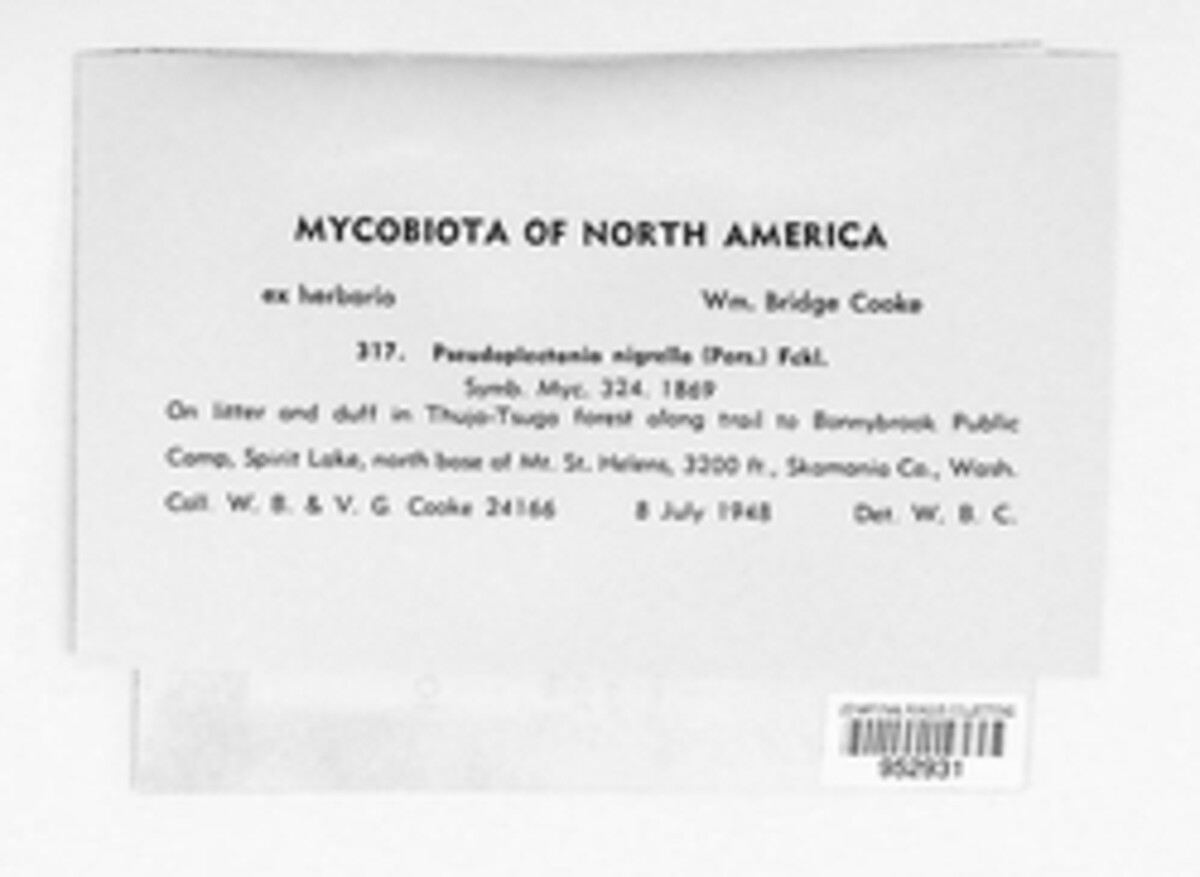 MYCOBIOTA OF NORTH AMERICA
ex herbario Wm. Bridge Cooke
317. Pseudoplectania nigrella (Pers.) Fckl.
Symb. Myc. 324. 1869
On litter and duff in Thuja-Tsuga forest along trail to Bonnybrook Public
Camp, Spirit Lake, north base of Mt. St. Helens, 3200 ft., Skamania Co., Wash.
Coll. W. B. & V. G. Cooke 24166 8 July 1948 Det. W. B. C.
952931